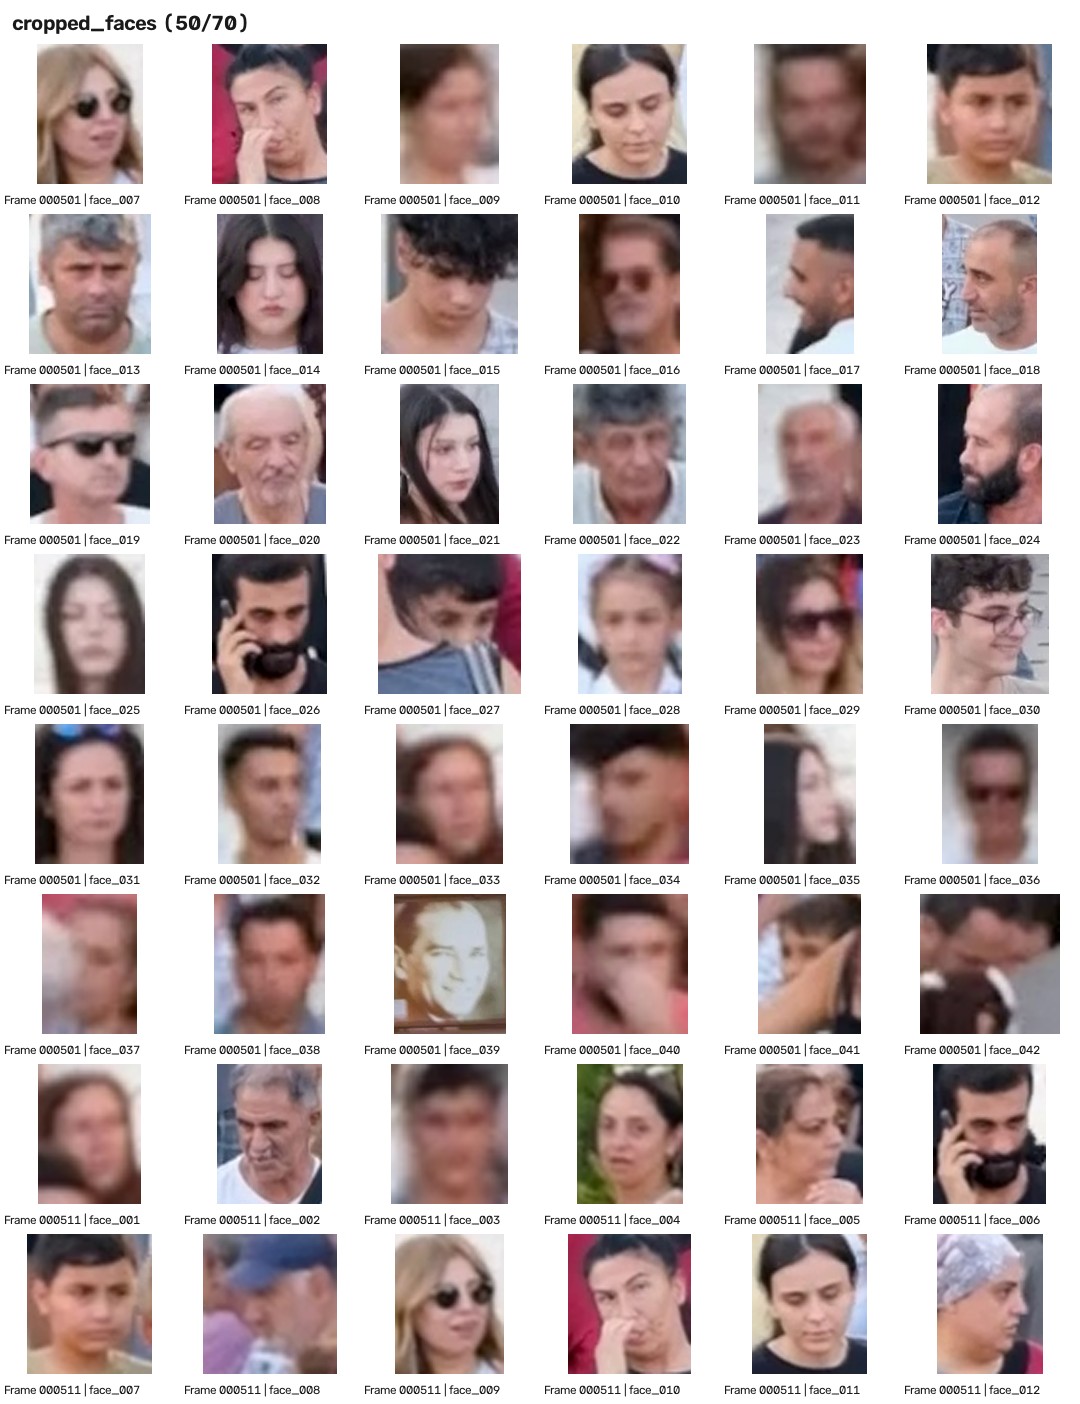 cropped_faces (50/70)
Frame 000501 | face_007
Frame 000501 | face_008
Frame 000501 | face_009
Frame 000501 | face_010
Frame 000501 | face_011
Frame 000501 | face_012
Frame 000501 | face_013
Frame 000501 | face_014
Frame 000501 | face_015
Frame 000501 | face_016
Frame 000501 | face_017
Frame 000501 | face_018
Frame 000501 | face_019
Frame 000501 | face_020
Frame 000501 | face_021
Frame 000501 | face_022
Frame 000501 | face_023
Frame 000501 | face_024
Frame 000501 | face_025
Frame 000501 | face_026
Frame 000501 | face_027
Frame 000501 | face_028
Frame 000501 | face_029
Frame 000501 | face_030
Frame 000501 | face_031
Frame 000501 | face_032
Frame 000501 | face_033
Frame 000501 | face_034
Frame 000501 | face_035
Frame 000501 | face_036
Frame 000501 | face_037
Frame 000501 | face_038
Frame 000501 | face_039
Frame 000501 | face_040
Frame 000501 | face_041
Frame 000501 | face_042
Frame 000511 | face_001
Frame 000511 | face_002
Frame 000511 | face_003
Frame 000511 | face_004
Frame 000511 | face_005
Frame 000511 | face_006
Frame 000511 | face_007
Frame 000511 | face_008
Frame 000511 | face_009
Frame 000511 | face_010
Frame 000511 | face_011
Frame 000511 | face_012